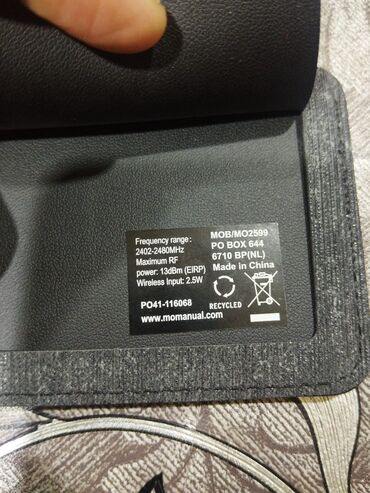 Frequency range :
2402-2480MHz
Maximum RF
power: 13dBm (EIRP)
Wireless Input: 2.5W
MOB/MO2599
PO BOX 644
6710 BP(NL)
Made in China
RECYCLED
PO41-116068
www.momanual.com